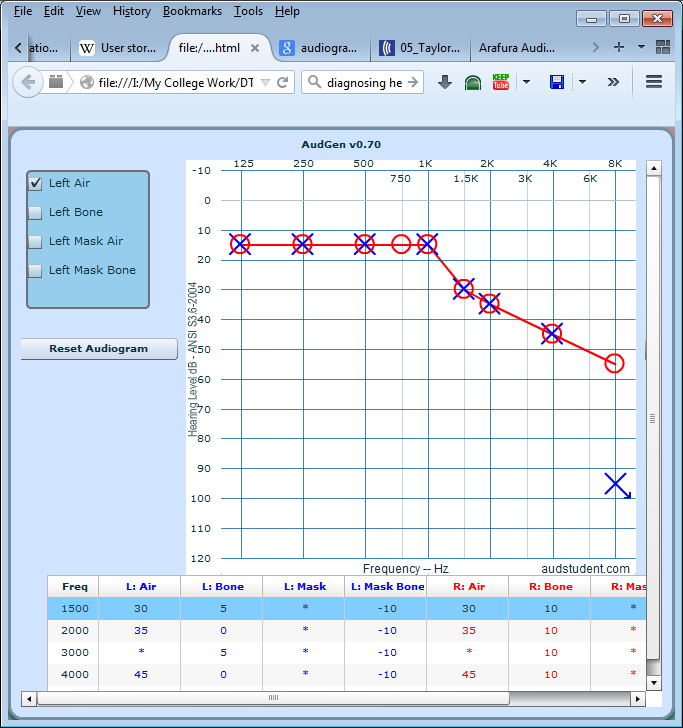 File Edit View History Bookmarks Tools Help
atio... User stor... file:/....html audiogra... 05_Taylor... Arafura Audi...
file:///I:/My College Work/DT diagnosing he
KEEP
Tube
AudGen v0.70
Left Air
Left Bone
Left Mask Air
Left Mask Bone
Reset Audiogram
125 250 500 1K 2K 4K 8K
750 1.5K 3K 6K
-10
0
10
20
30
40
50
60
70
80
90
100
110
120
Hearing Level dB - ANSI S3.6-2004
Frequency -- Hz audstudent.com
Freq L: Air L: Bone L: Mask L: Mask Bone R: Air R: Bone R: Mas
1500 30 5 * -10 30 10 *
2000 35 0 * -10 35 10 *
3000 * 5 * -10 * 10 *
4000 45 0 * -10 45 10 *